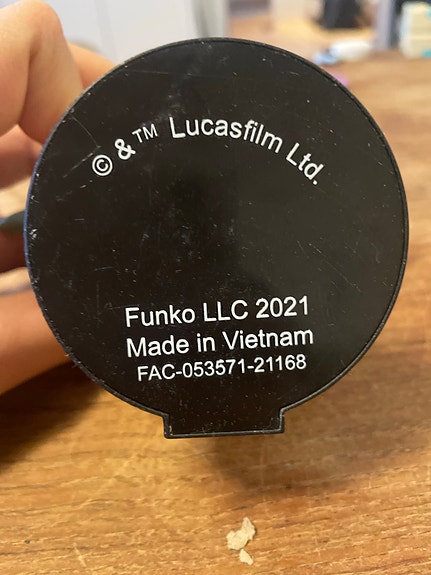 © & ™ Lucasfilm Ltd.
Funko LLC 2021
Made in Vietnam
FAC-053571-21168